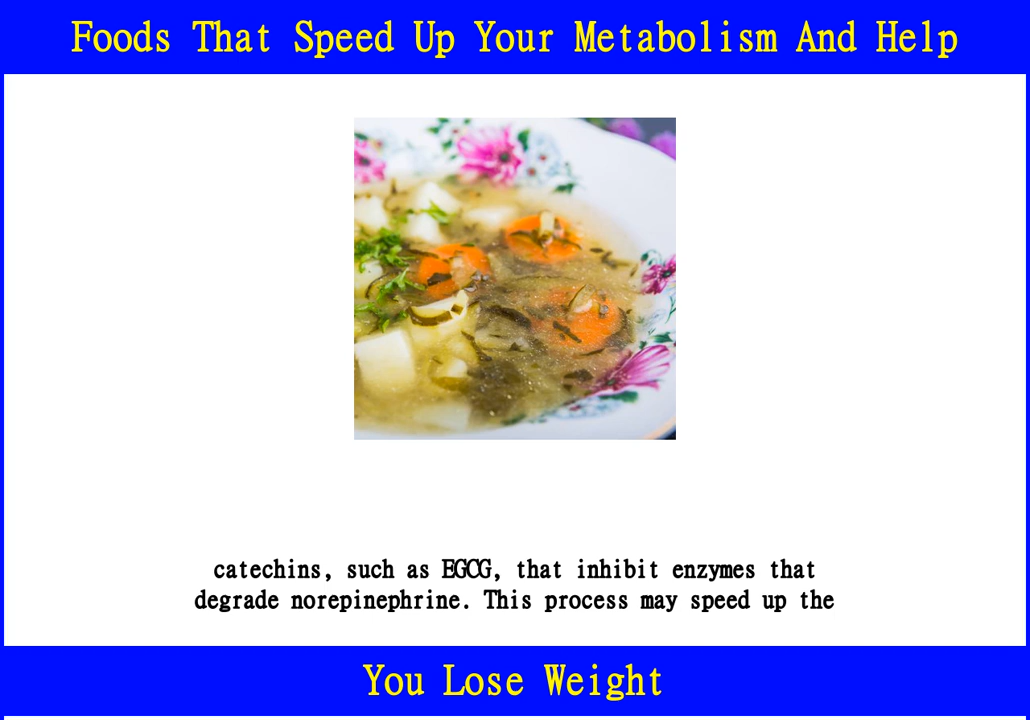 Foods That Speed Up Your Metabolism And Help
catechins, such as EGCG, that inhibit enzymes that
degrade norepinephrine. This process may speed up the
You Lose Weight